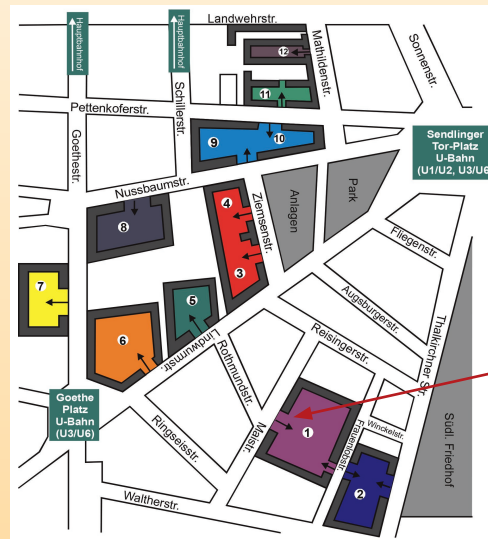 Landwehrstr.
Hauptbahnhof
Hauptbahnhof
Mathildenstr.
Sonnenstr.
12
11
Schillerstr.
Pettenkoferstr.
Goethestr.
10
9
Sendlinger
Tor-Platz
U-Bahn
(U1/U2, U3/U6
Nussbaumstr.
Ziemsenstr.
Anlagen
Park
4
8
Fliegenstr.
3
7
5
Augsburgerstr.
Thalkirchner Str.
6
Lindwurmstr.
Rothmundstr.
Reisingerstr.
Goethe
Platz
U-Bahn
(U3/U6)
Ringseisstr.
Maistr.
1
Winckelstr.
Frauenlobstr.
Südl. Friedhof
2
Waltherstr.